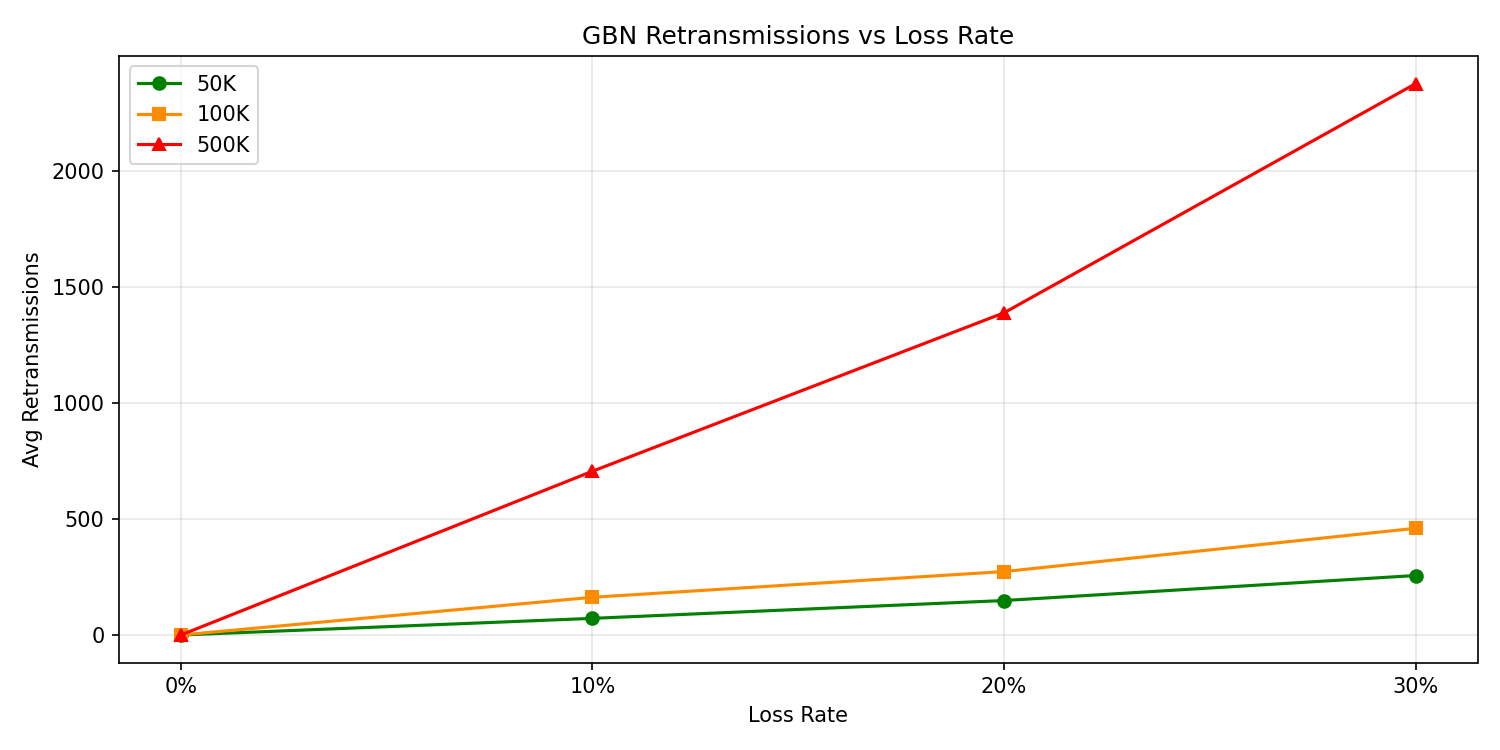 GBN Retransmissions vs Loss Rate
50K
100K
500K
Avg Retransmissions
2000
1500
1000
500
0
0% 10% 20% 30%
Loss Rate